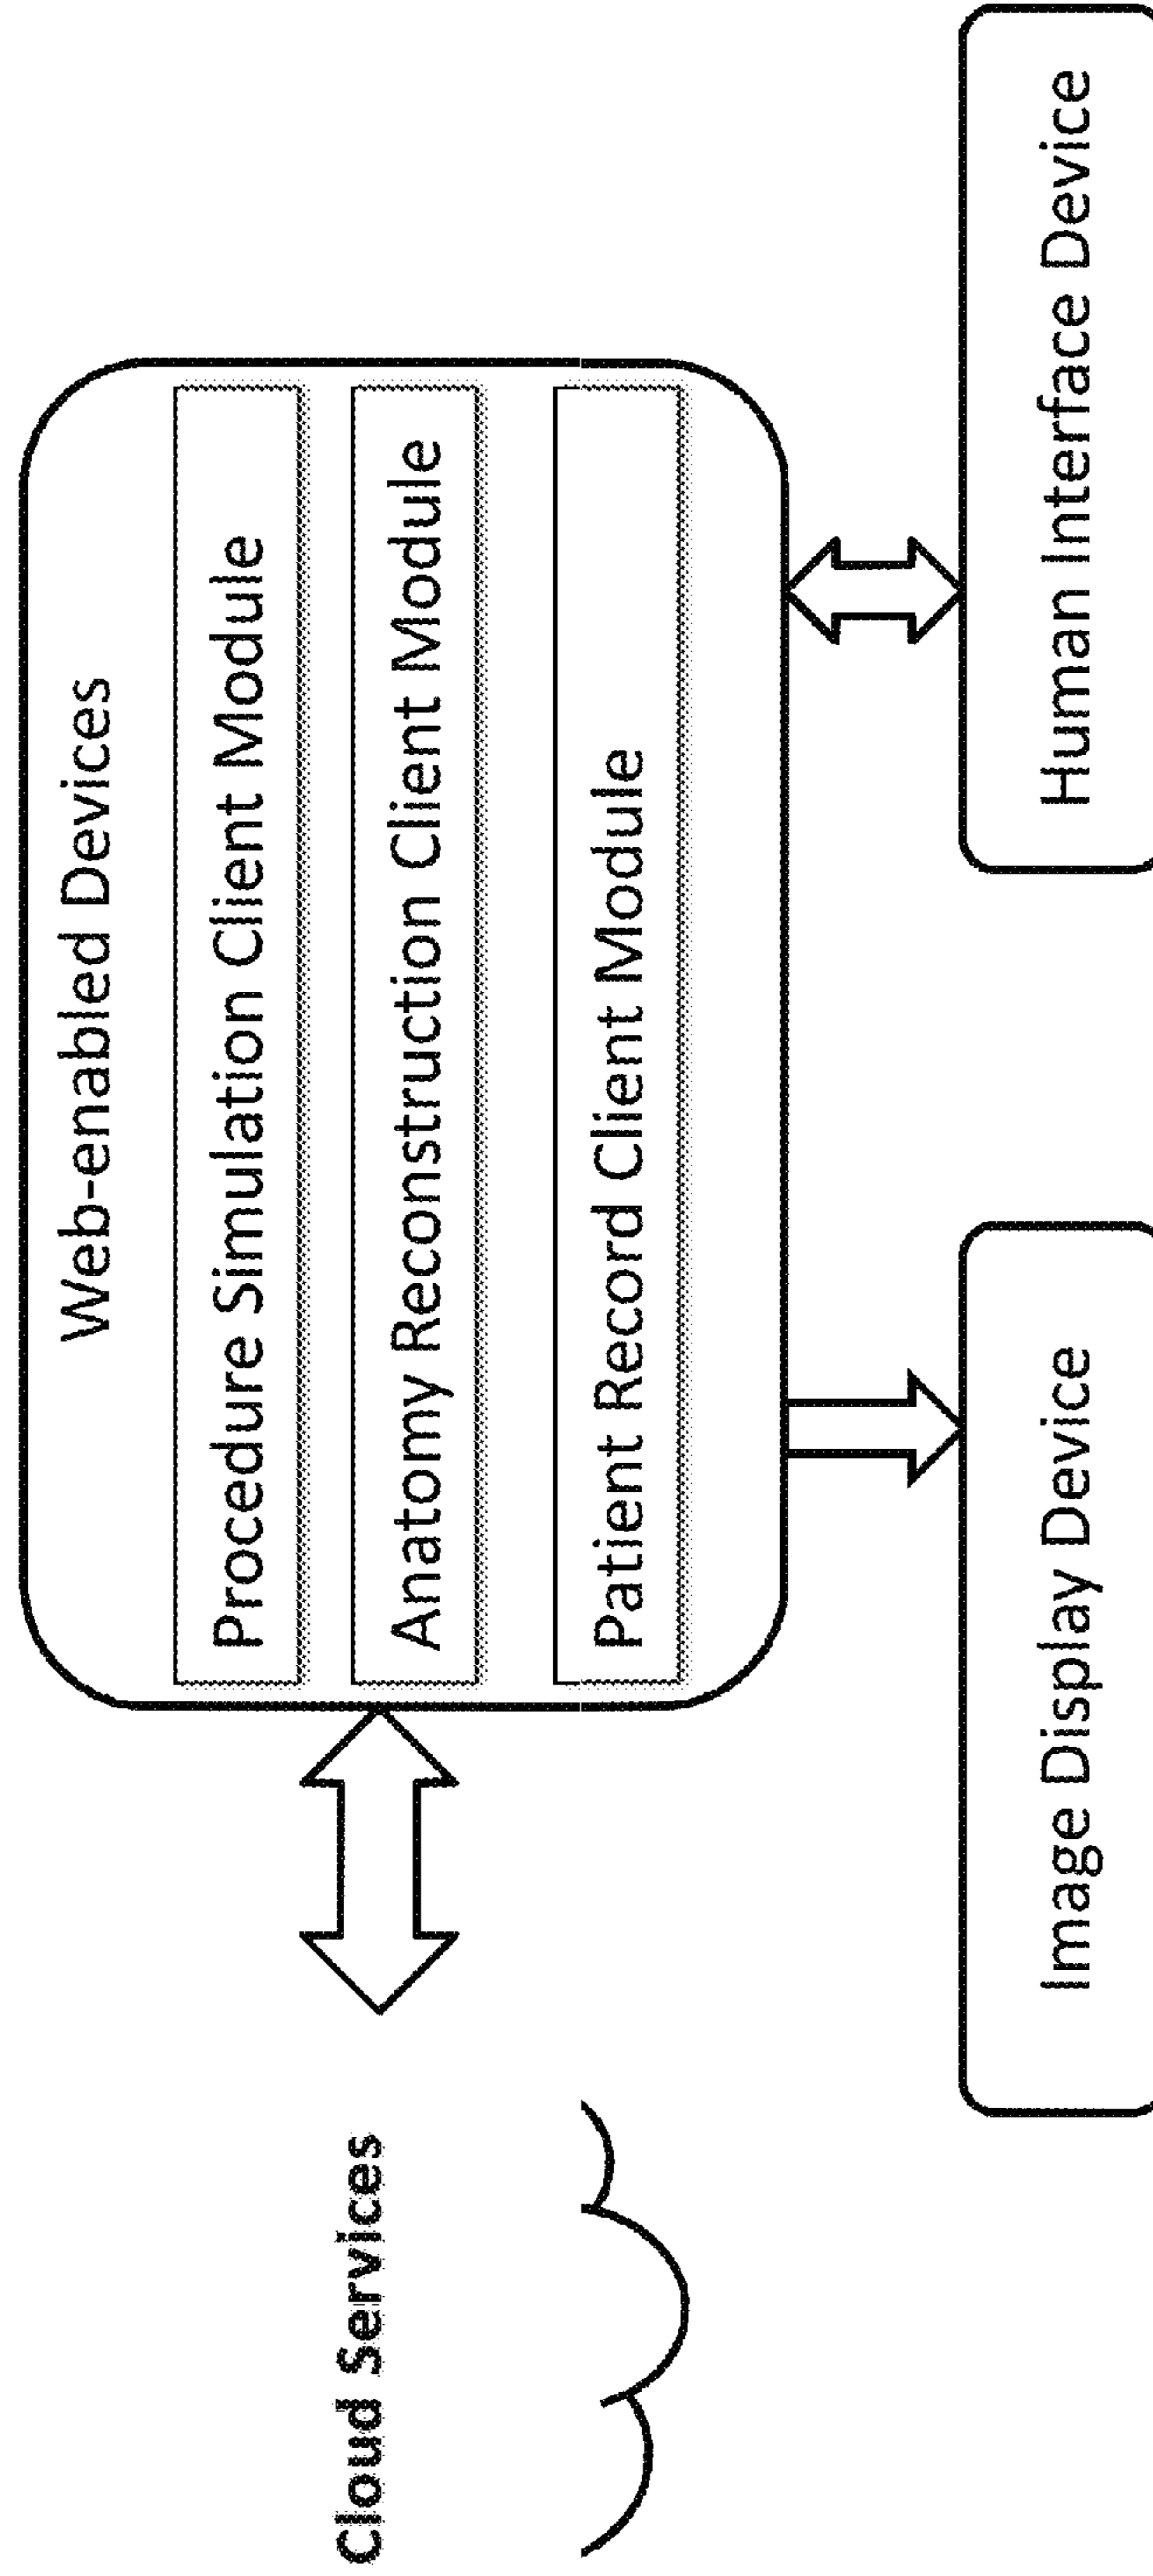 Cloud Services
Web-enabled Devices
Procedure Simulation Client Module
Anatomy Reconstruction Client Module
Patient Record Client Module
Image Display Device
Human Interface Device